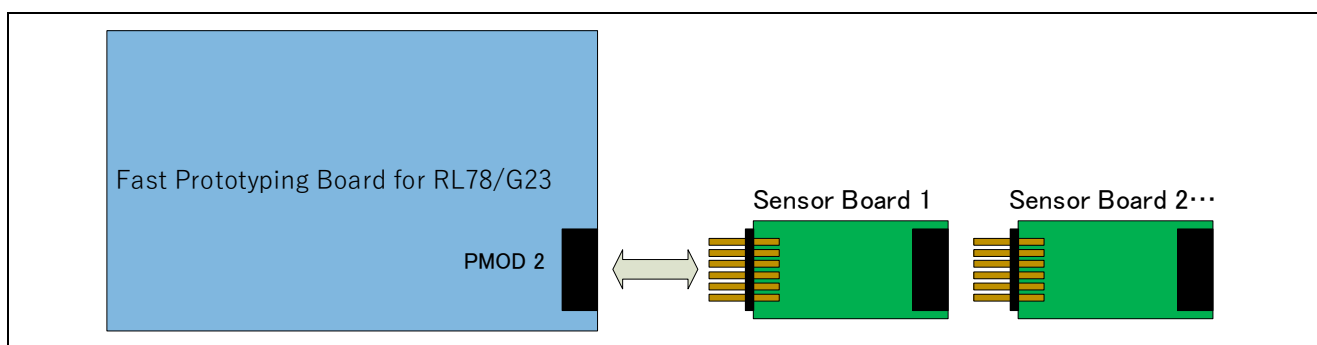 Fast Prototyping Board for RL78/G23
PMOD 2
Sensor Board 1
Sensor Board 2⋯